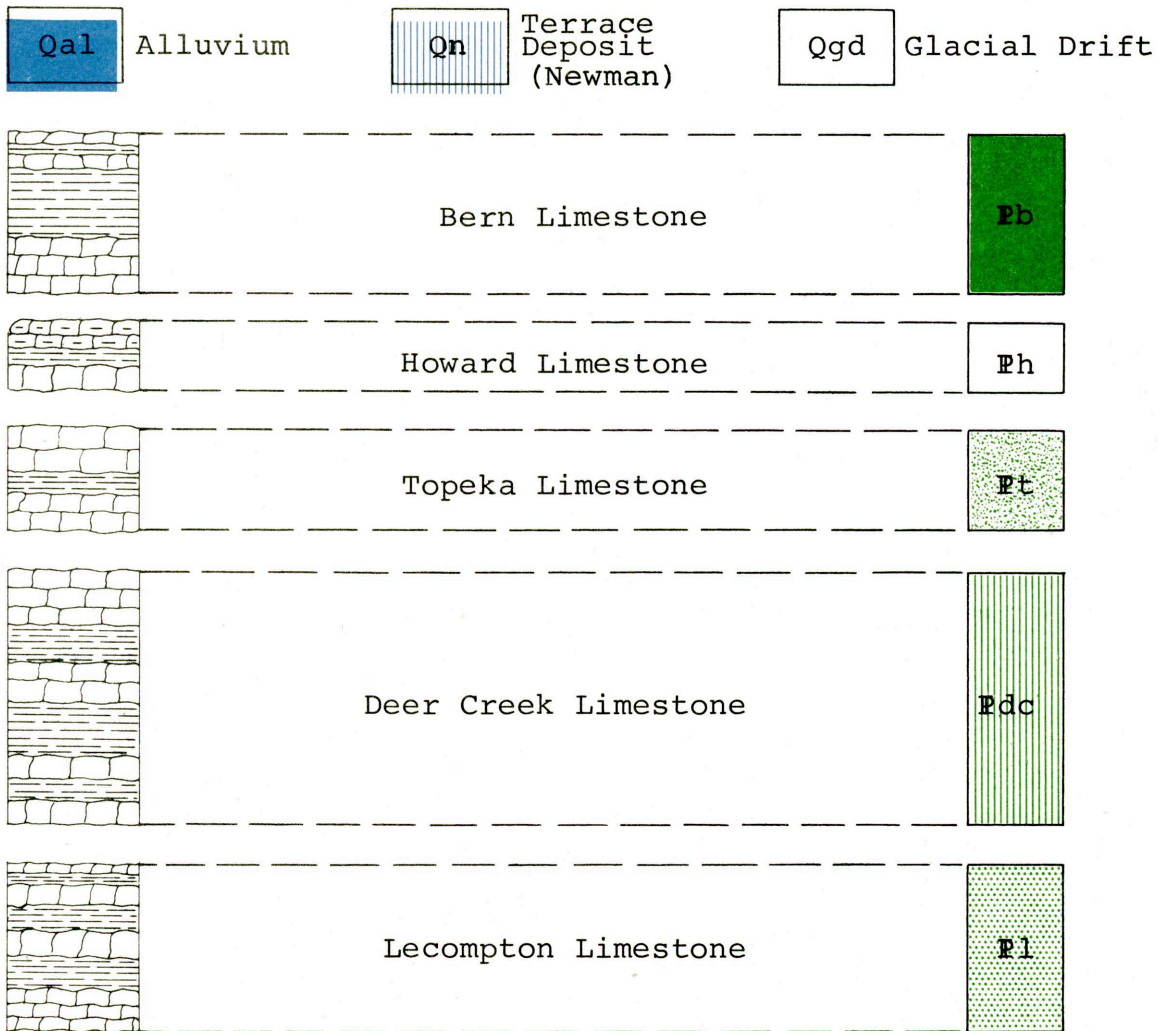 Qal Alluvium
Qn Terrace
Deposit
(Newman)
Qgd Glacial Drift
Bern Limestone ℙb
Howard Limestone ℙh
Topeka Limestone ℙt
Deer Creek Limestone ℙdc
Lecompton Limestone ℙl